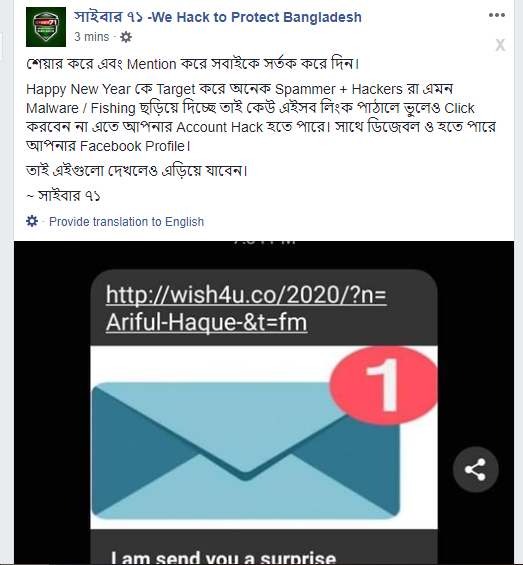 সাইবার ৭১ -We Hack to Protect Bangladesh
3 mins ·
শেয়ার করে এবং Mention করে সবাইকে সর্তক করে দিন।
Happy New Year কে Target করে অনেক Spammer + Hackers রা এমন
Malware / Fishing ছড়িয়ে দিচ্ছে তাই কেউ এইসব লিংক পাঠালে ভুলেও Click
করবেন না এতে আপনার Account Hack হতে পারে। সাথে ডিজেবল ও হতে পারে
আপনার Facebook Profile।
তাই এইগুলো দেখলেও এড়িয়ে যাবেন।
~ সাইবার ৭১
· Provide translation to English
http://wish4u.co/2020/?n=
Ariful-Haque-&t=fm
1
I am send you a surprise